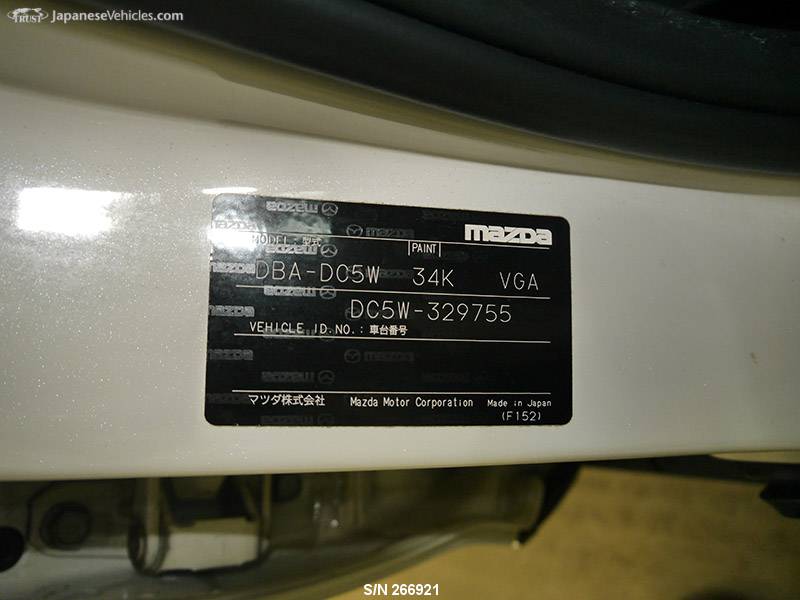 TRUST JapaneseVehicles.com
mazda
MODEL : 型式 PAINT
DBA-DC5W 34K VGA
DC5W-329755
VEHICLE ID.NO.: 車台番号
マツダ株式会社 Mazda Motor Corporation Made in Japan
(F152)
S/N 266921